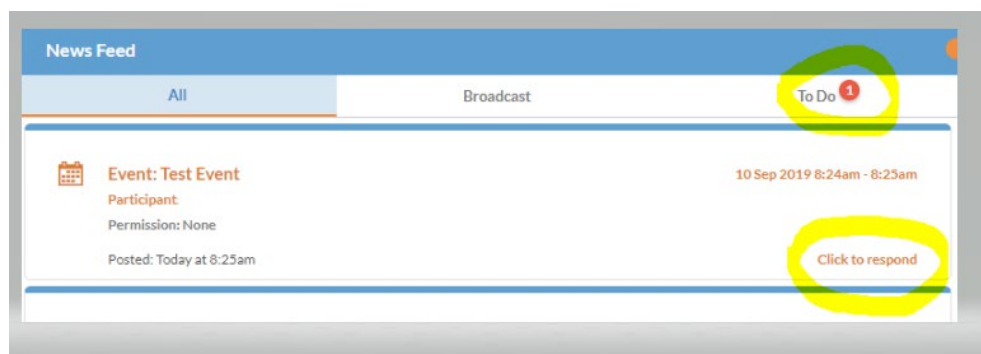 News Feed
All Broadcast To Do 1
Event: Test Event 10 Sep 2019 8:24am - 8:25am
Participant
Permission: None
Posted: Today at 8:25am Click to respond